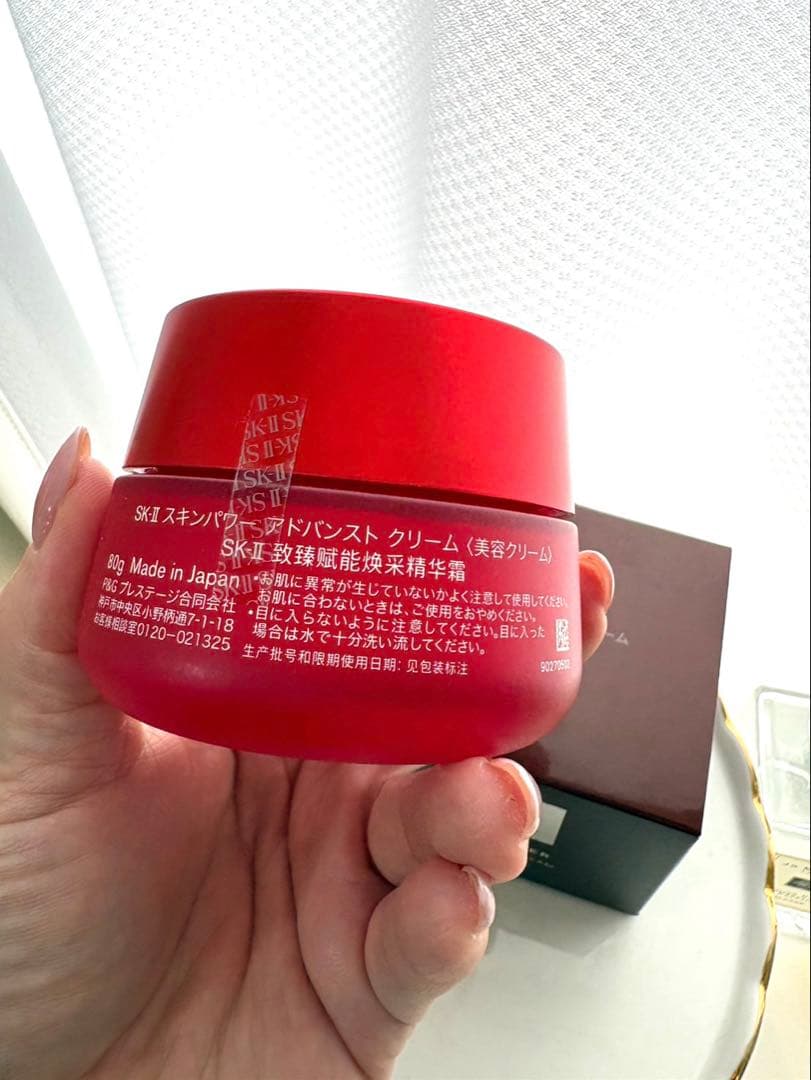 SK-II スキンパワー アドバンスト クリーム〈美容クリーム〉
SK-II 致臻赋能焕采精华霜
80g Made in Japan
P&G プレステージ合同会社
神戸市中央区小野柄通7-1-18
お客様相談室0120-021325
・お肌に異常が生じていないかよく注意して使用してください。
お肌に合わないときは、ご使用をおやめください。
・目に入らないように注意してください。目に入った
場合は水で十分洗い流してください。
生产批号和限期使用日期：见包装标注
SK-II